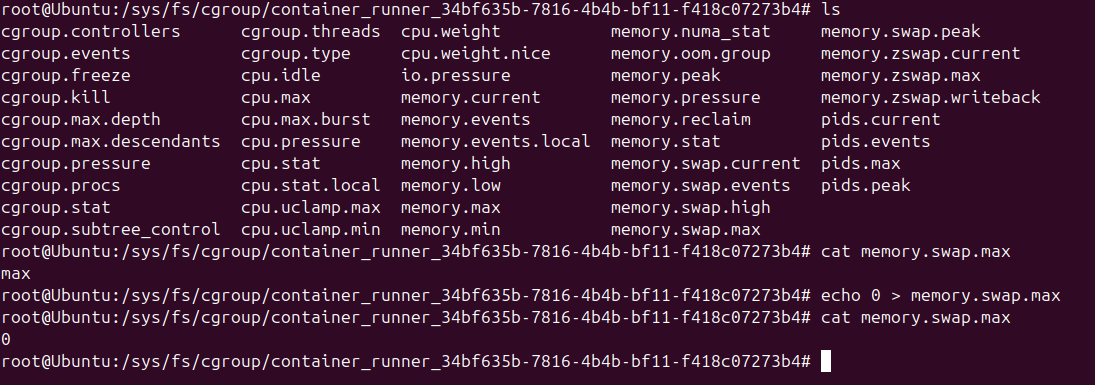 root@Ubuntu:/sys/fs/cgroup/container_runner_34bf635b-7816-4b4b-bf11-f418c07273b4# ls
cgroup.controllers cgroup.threads cpu.weight memory.numa_stat memory.swap.peak
cgroup.events cgroup.type cpu.weight.nice memory.oom.group memory.zswap.current
cgroup.freeze cpu.idle io.pressure memory.peak memory.zswap.max
cgroup.kill cpu.max memory.current memory.pressure memory.zswap.writeback
cgroup.max.depth cpu.max.burst memory.events memory.reclaim pids.current
cgroup.max.descendants cpu.pressure memory.events.local memory.stat pids.events
cgroup.pressure cpu.stat memory.high memory.swap.current pids.max
cgroup.procs cpu.stat.local memory.low memory.swap.events pids.peak
cgroup.stat cpu.uclamp.max memory.max memory.swap.high
cgroup.subtree_control cpu.uclamp.min memory.min memory.swap.max
root@Ubuntu:/sys/fs/cgroup/container_runner_34bf635b-7816-4b4b-bf11-f418c07273b4# cat memory.swap.max
max
root@Ubuntu:/sys/fs/cgroup/container_runner_34bf635b-7816-4b4b-bf11-f418c07273b4# echo 0 > memory.swap.max
root@Ubuntu:/sys/fs/cgroup/container_runner_34bf635b-7816-4b4b-bf11-f418c07273b4# cat memory.swap.max
0
root@Ubuntu:/sys/fs/cgroup/container_runner_34bf635b-7816-4b4b-bf11-f418c07273b4#